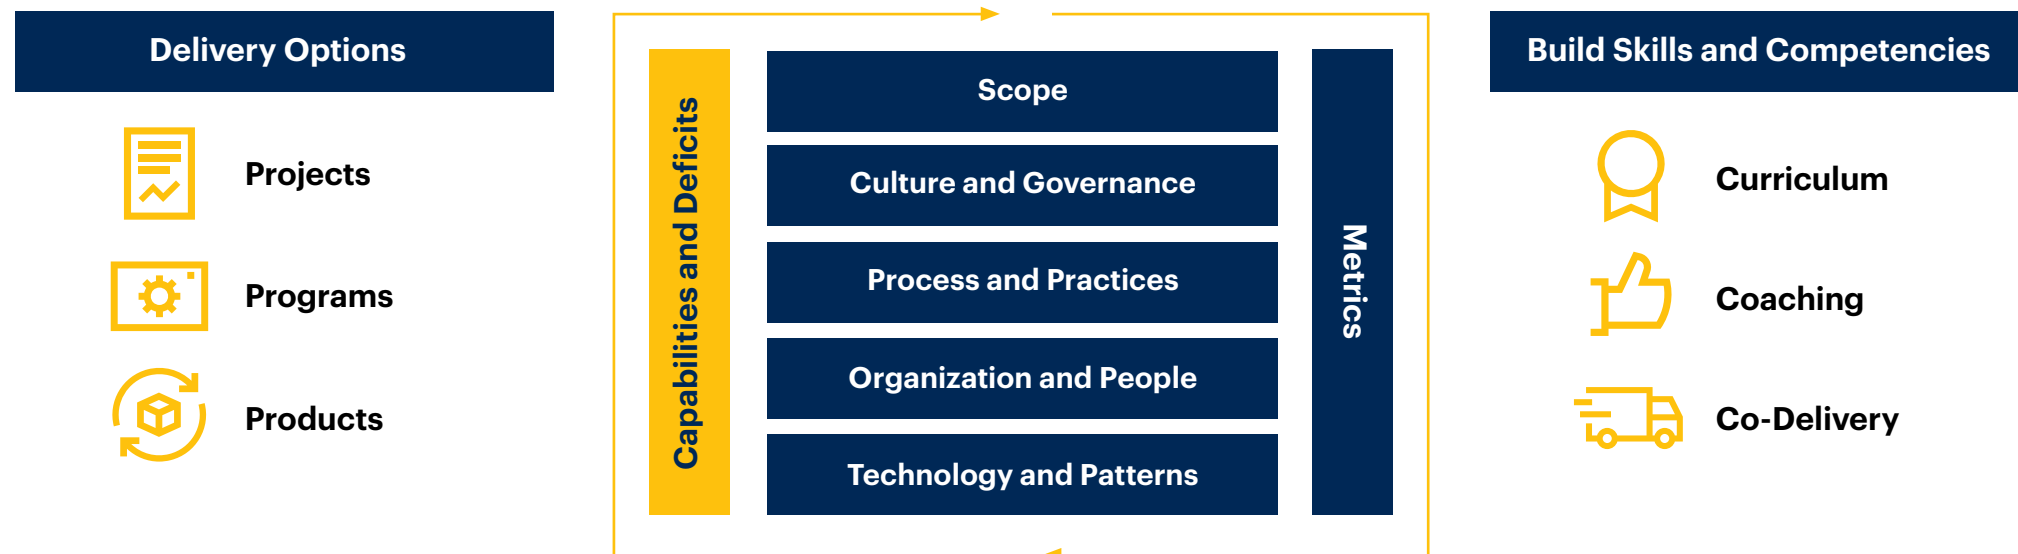 Delivery Options
Projects
Programs
Products
Capabilities and Deficits
Scope
Culture and Governance
Process and Practices
Organization and People
Technology and Patterns
Metrics
Build Skills and Competencies
Curriculum
Coaching
Co-Delivery